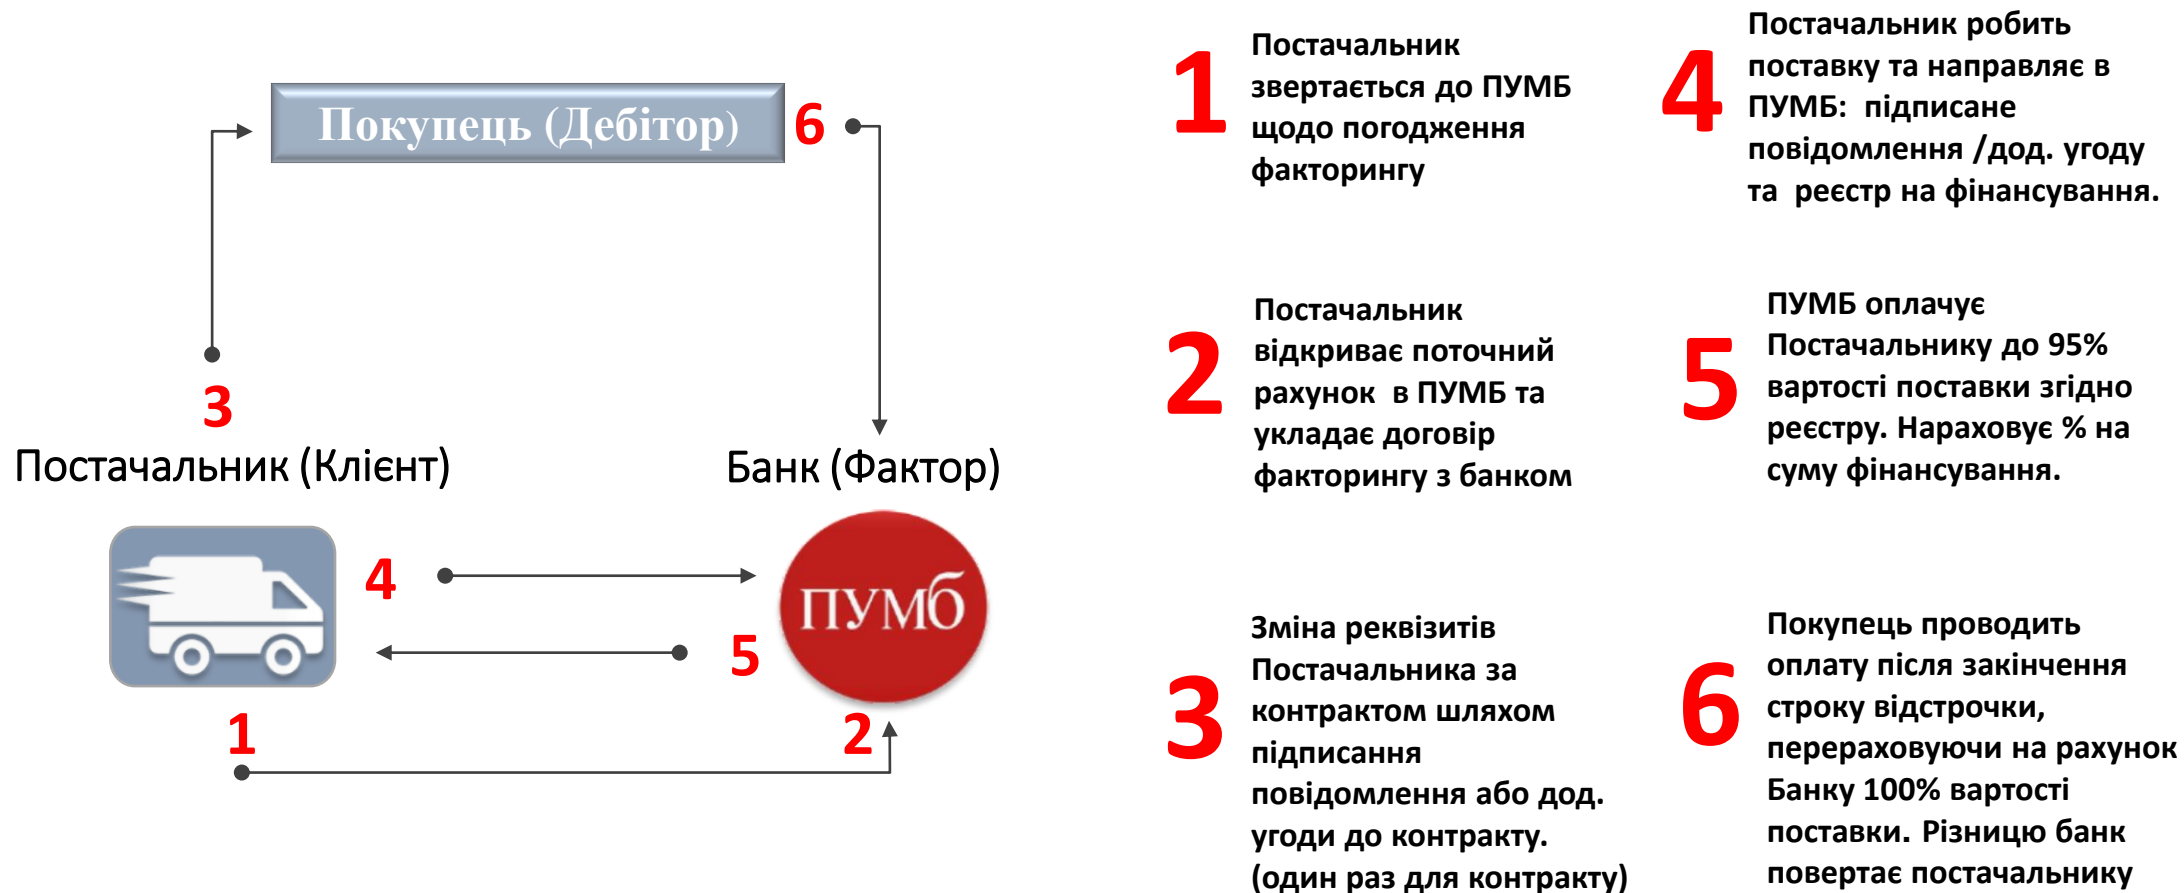 Покупець (Дебітор)
6
3
Постачальник (Клієнт)
Банк (Фактор)
4
ПУМБ
5
1
2
1
Постачальник
звертається до ПУМБ
щодо погодження
факторингу
2
Постачальник
відкриває поточний
рахунок в ПУМБ та
укладає договір
факторингу з банком
3
Зміна реквізитів
Постачальника за
контрактом шляхом
підписання
повідомлення або дод.
угоди до контракту.
(один раз для контракту)
4
Постачальник робить
поставку та направляє в
ПУМБ: підписане
повідомлення /дод. угоду
та реєстр на фінансування.
5
ПУМБ оплачує
Постачальнику до 95%
вартості поставки згідно
реєстру. Нараховує % на
суму фінансування.
6
Покупець проводить
оплату після закінчення
строку відстрочки,
перераховуючи на рахунок
Банку 100% вартості
поставки. Різницю банк
повертає постачальнику